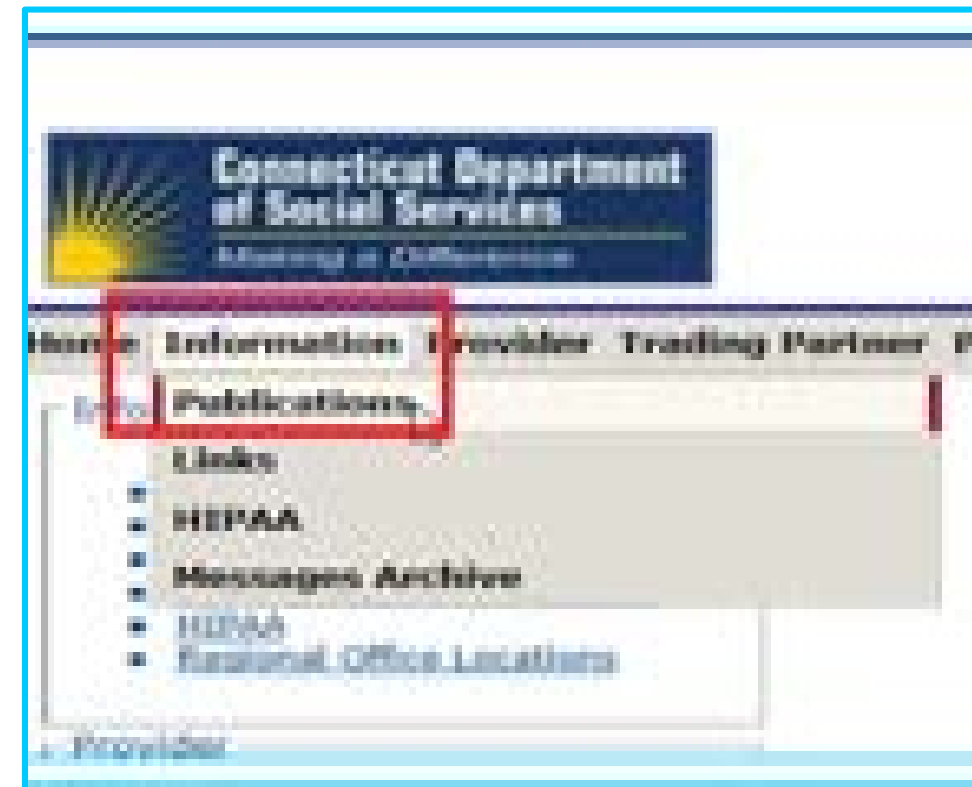 Connecticut Department
of Social Services
Making a Difference
Home Information Provider Trading Partner P
Info
Publications
Links
HIPAA
Messages Archive
HIPAA
Regional Office Locations
Provider